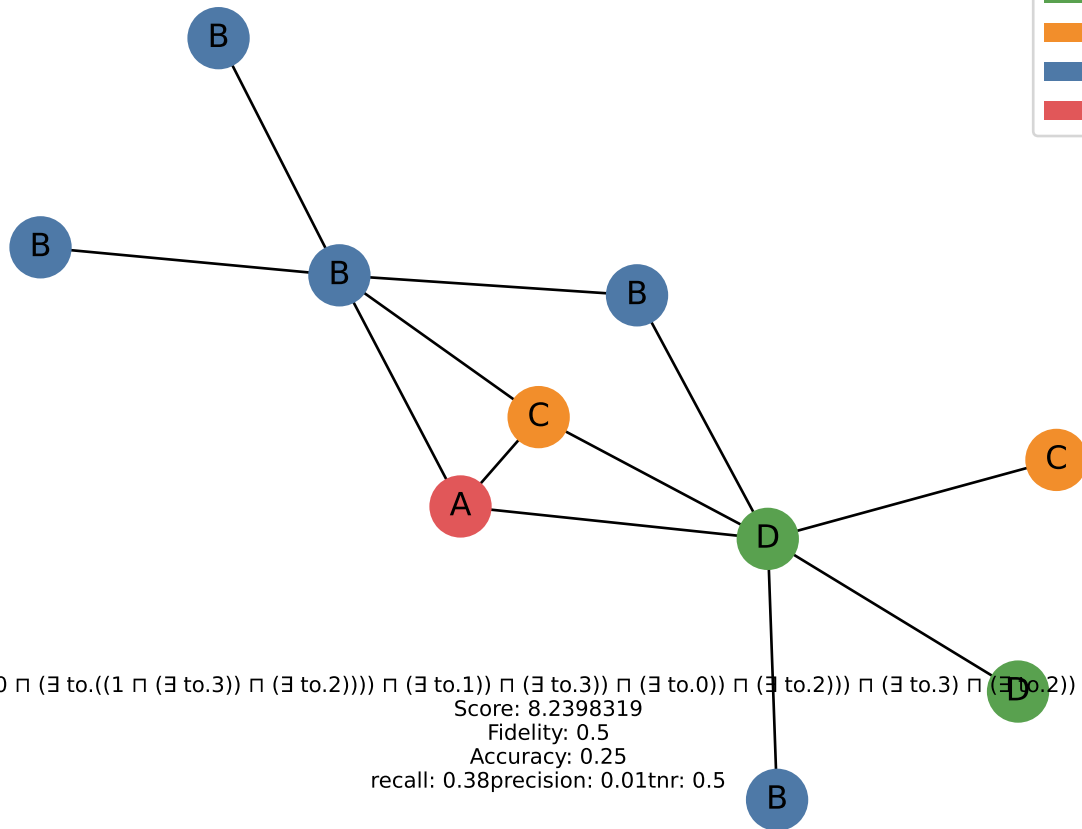 B
B
B
B
C
C
A
D
0 ⊓ (∃ to.((1 ⊓ (∃ to.3)) ⊓ (∃ to.2)))) ⊓ (∃ to.1)) ⊓ (∃ to.3)) ⊓ (∃ to.0)) ⊓ (∃ to.2))) ⊓ (∃ to.3) ⊓ (∃ to.2))
D
Score: 8.2398319
Fidelity: 0.5
Accuracy: 0.25
recall: 0.38precision: 0.01tnr: 0.5
B